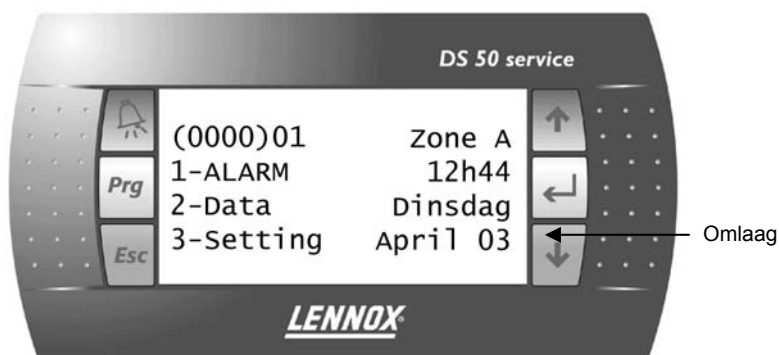 DS 50 service
(0000)01 Zone A
1-ALARM 12h44
Prg
2-Data Dinsdag
3-Setting April 03
Esc
Omlaag
LENNOX